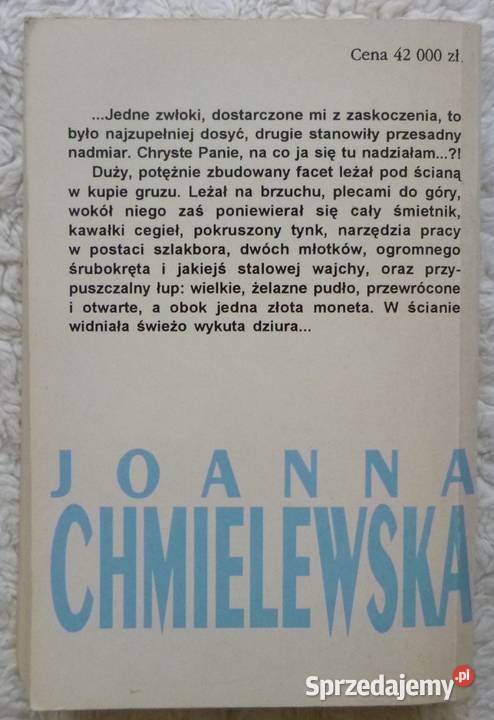 Cena 42 000 zł.
...Jedne zwłoki, dostarczone mi z zaskoczenia, to
było najzupełniej dosyć, drugie stanowiły przesadny
nadmiar. Chryste Panie, na co ja się tu nadziałam...?!
Duży, potężnie zbudowany facet leżał pod ścianą
w kupie gruzu. Leżał na brzuchu, plecami do góry,
wokół niego zaś poniewierał się cały śmietnik,
kawałki cegieł, pokruszony tynk, narzędzia pracy
w postaci szlakbora, dwóch młotków, ogromnego
śrubokręta i jakiejś stalowej wajchy, oraz przy-
puszczalny łup: wielkie, żelazne pudło, przewrócone
i otwarte, a obok jedna złota moneta. W ścianie
widniała świeżo wykuta dziura...
JOANNA
CHMIELEWSKA
Sprzedajemy.pl